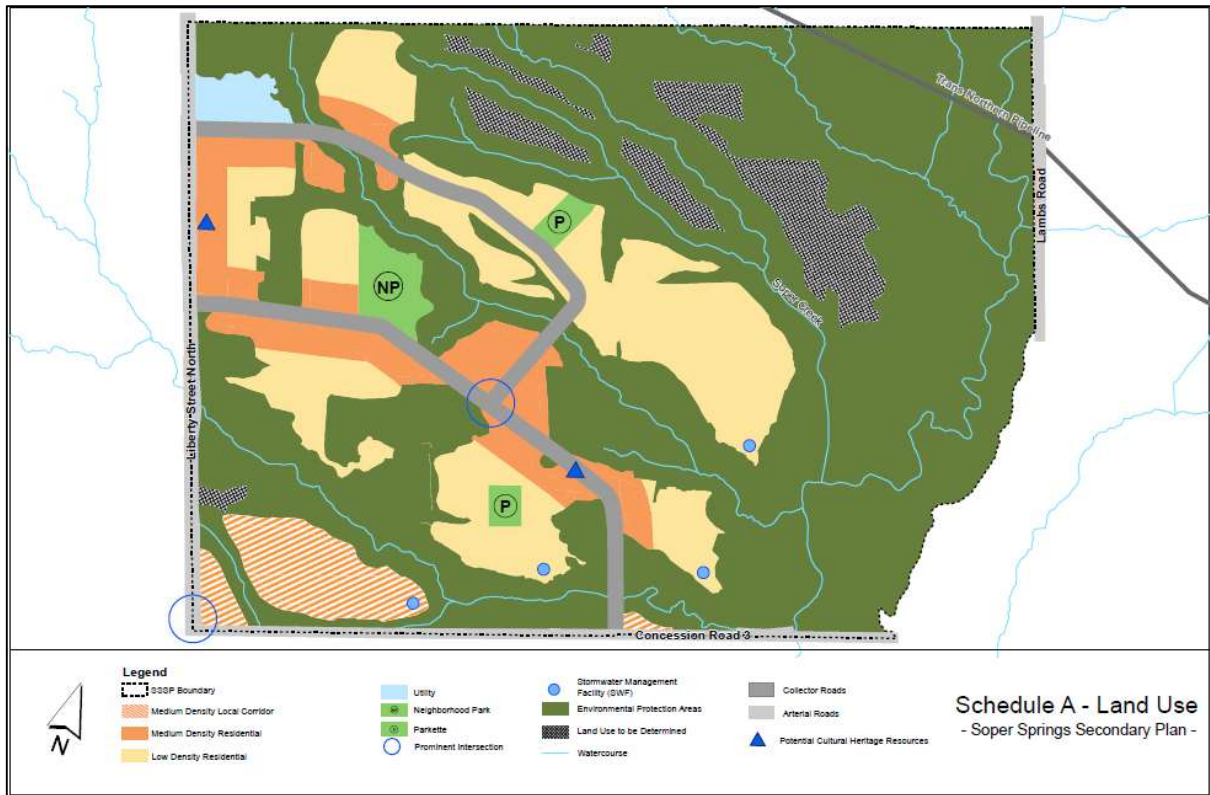 Trans Northern Pipeline
Lambs Road
P
NP
Soper Creek
Liberty Street North
P
Concession Road 3
Legend
SSSP Boundary
Medium Density Local Corridor
Medium Density Residential
Low Density Residential
Utility
NP
Neighborhood Park
P
Parkette
Prominent Intersection
Stormwater Management
Facility (SWF)
Environmental Protection Areas
Land Use to be Determined
Watercourse
Collector Roads
Arterial Roads
Potential Cultural Heritage Resources
N
Schedule A - Land Use
- Soper Springs Secondary Plan -